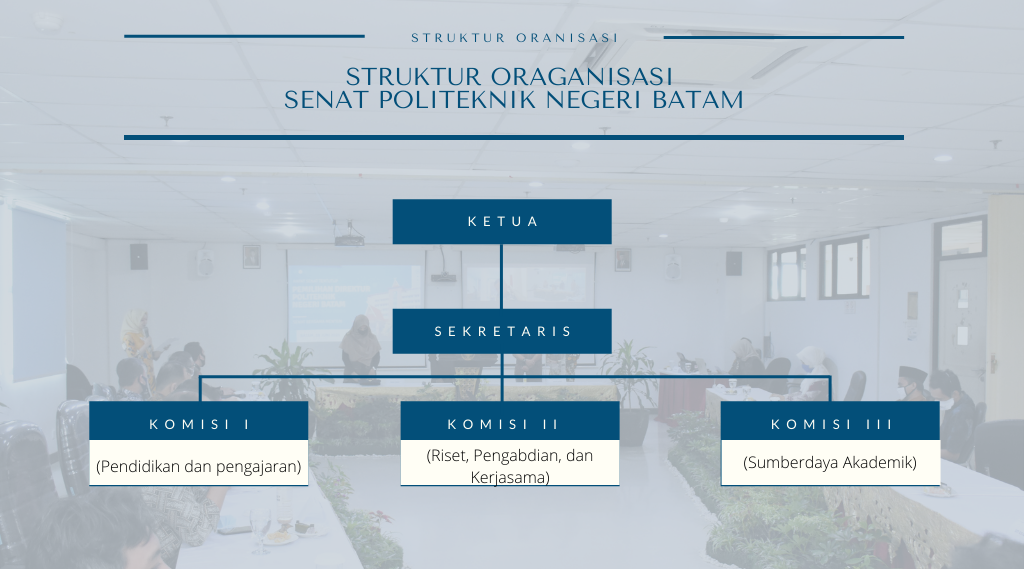 STRUKTUR ORANISASI
STRUKTUR ORAGANISASI
SENAT POLITEKNIK NEGERI BATAM
KETUA
SEKRETARIS
KOMISI I
(Pendidikan dan pengajaran)
KOMISI II
(Riset, Pengabdian, dan
Kerjasama)
KOMISI III
(Sumberdaya Akademik)